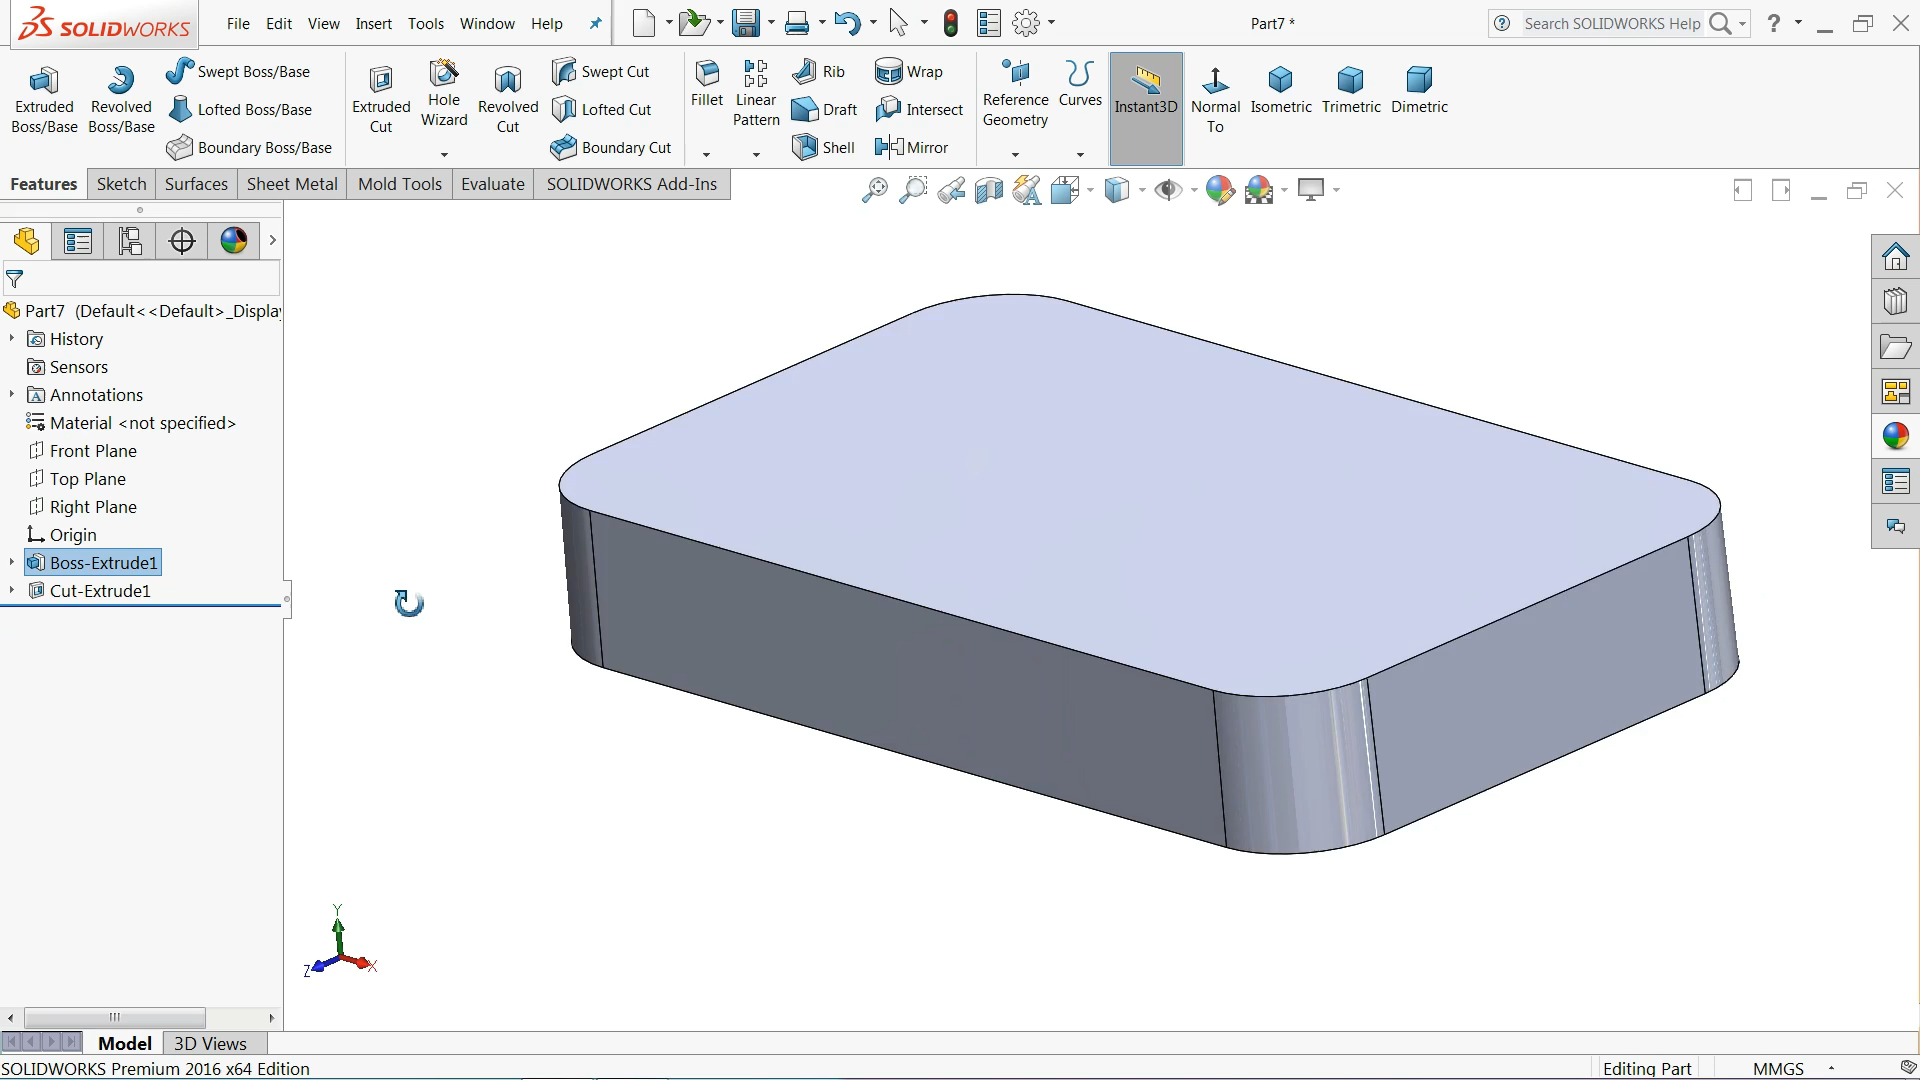 SOLIDWORKS File Edit View Insert Tools Window Help Part7 * Search SOLIDWORKS Help ?
Extruded Boss/Base
Revolved Boss/Base
Swept Boss/Base
Lofted Boss/Base
Boundary Boss/Base
Extruded Cut
Hole Wizard
Revolved Cut
Swept Cut
Lofted Cut
Boundary Cut
Fillet
Linear Pattern
Rib
Draft
Shell
Wrap
Intersect
Mirror
Reference Geometry
Curves
Instant3D
Normal To
Isometric
Trimetric
Dimetric
Features Sketch Surfaces Sheet Metal Mold Tools Evaluate SOLIDWORKS Add-Ins
Part7 (Default<<Default>_Displa
History
Sensors
Annotations
Material <not specified>
Front Plane
Top Plane
Right Plane
Origin
Boss-Extrude1
Cut-Extrude1
Y
Z
X
Model 3D Views
SOLIDWORKS Premium 2016 x64 Edition Editing Part MMGS